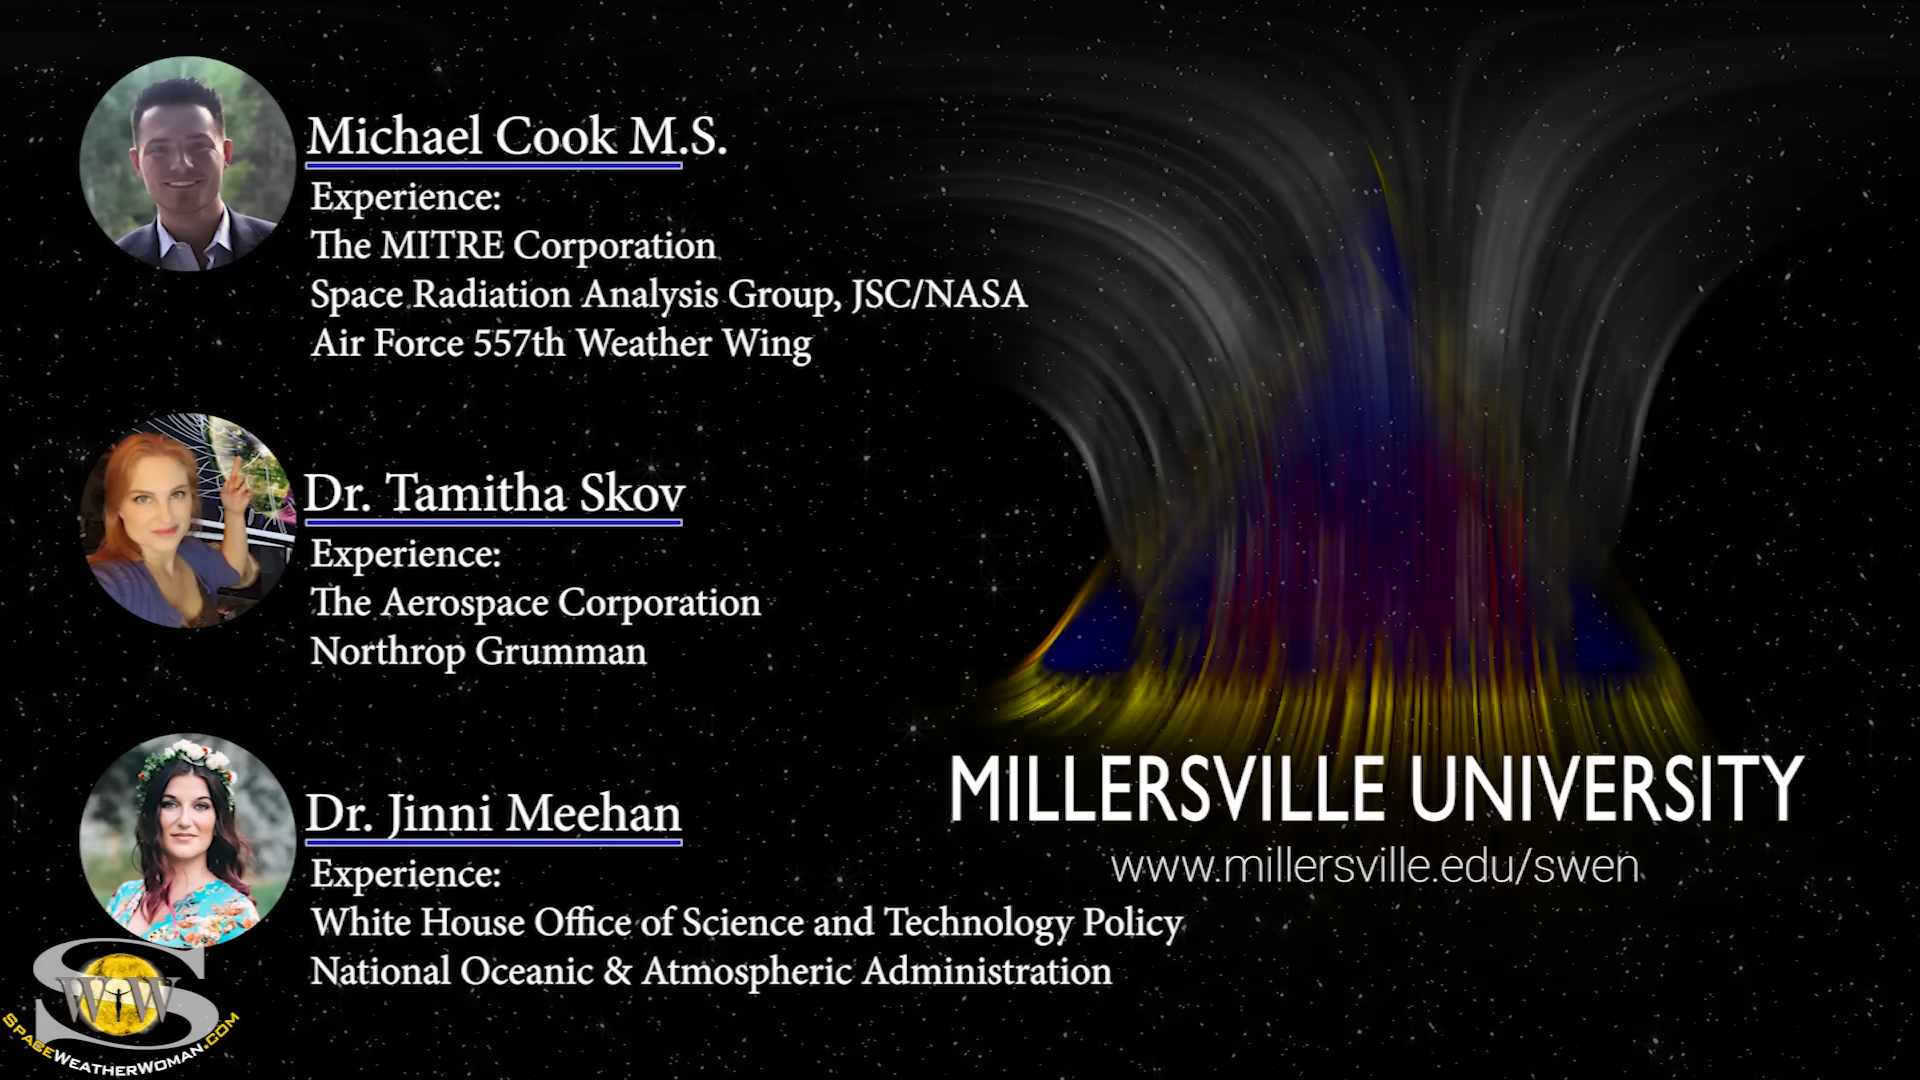 Michael Cook M.S.
Experience:
The MITRE Corporation
Space Radiation Analysis Group, JSC/NASA
Air Force 557th Weather Wing
Dr. Tamitha Skov
Experience:
The Aerospace Corporation
Northrop Grumman
Dr. Jinni Meehan
Experience:
White House Office of Science and Technology Policy
National Oceanic & Atmospheric Administration
MILLERSVILLE UNIVERSITY
www.millersville.edu/swen
S
WW
SPACEWEATHERWOMAN.COM